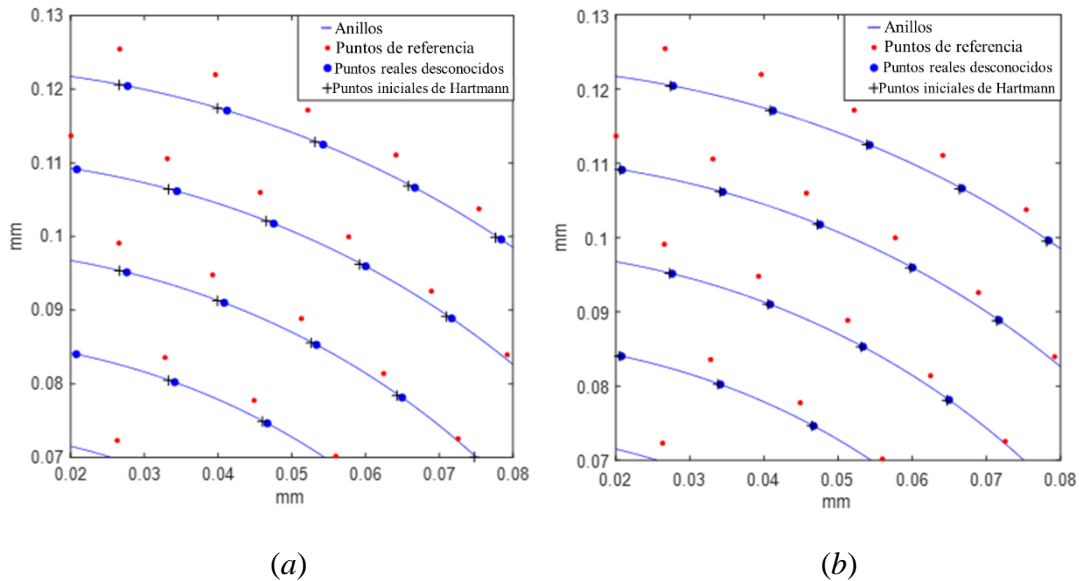 0.13
0.12
0.11
0.1
0.09
0.08
0.07
mm
0.02 0.03 0.04 0.05 0.06 0.07 0.08
mm
Anillos
Puntos de referencia
Puntos reales desconocidos
Puntos iniciales de Hartmann
(a)
0.13
0.12
0.11
0.1
0.09
0.08
0.07
mm
0.02 0.03 0.04 0.05 0.06 0.07 0.08
mm
Anillos
Puntos de referencia
Puntos reales desconocidos
Puntos iniciales de Hartmann
(b)